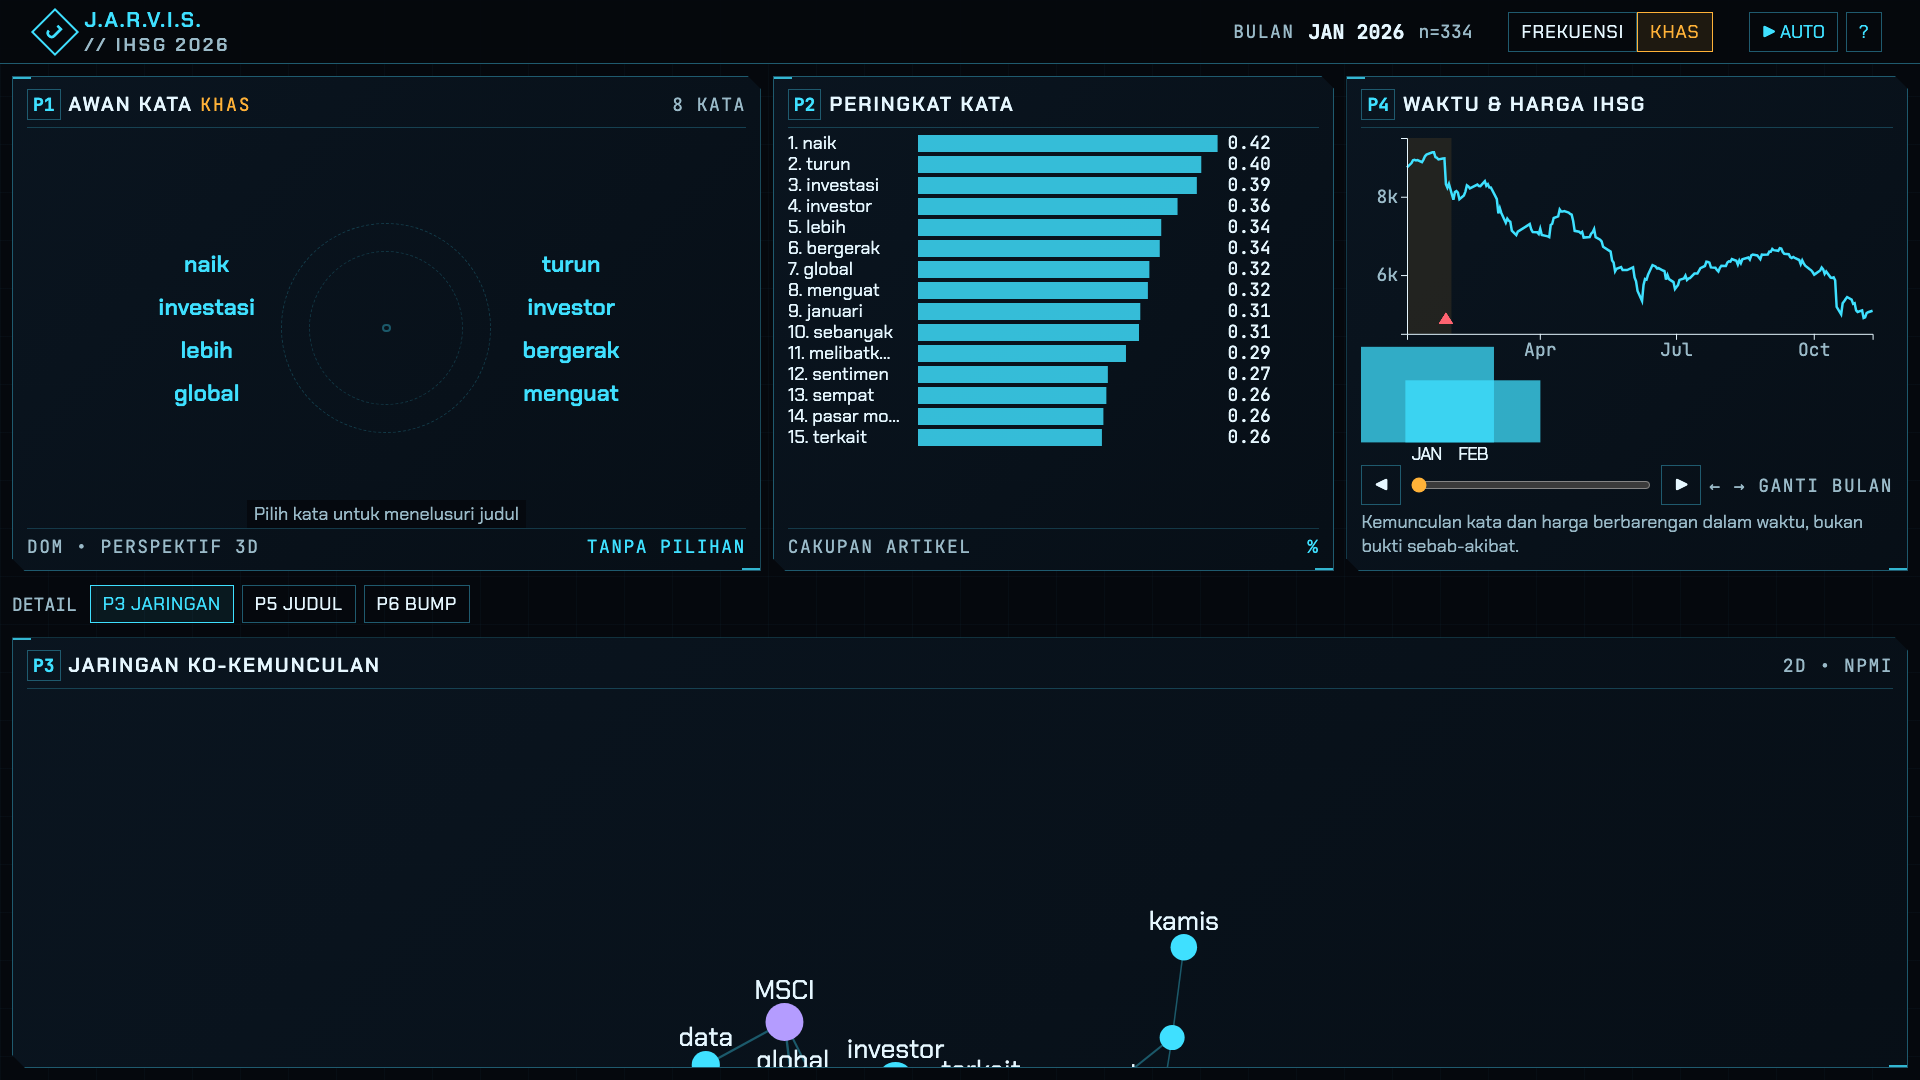 J.A.R.V.I.S.
// IHSG 2026
BULAN JAN 2026 n=334
FREKUENSI KHAS
AUTO
?
P1 AWAN KATA KHAS
8 KATA
naik
turun
investasi
investor
lebih
bergerak
global
menguat
Pilih kata untuk menelusuri judul
DOM • PERSPEKTIF 3D
TANPA PILIHAN
P2 PERINGKAT KATA
1. naik 0.42
2. turun 0.40
3. investasi 0.39
4. investor 0.36
5. lebih 0.34
6. bergerak 0.34
7. global 0.32
8. menguat 0.32
9. januari 0.31
10. sebanyak 0.31
11. melibatk... 0.29
12. sentimen 0.27
13. sempat 0.26
14. pasar mo... 0.26
15. terkait 0.26
CAKUPAN ARTIKEL %
P4 WAKTU & HARGA IHSG
8k
6k
Apr Jul Oct
JAN FEB
← → GANTI BULAN
Kemunculan kata dan harga berbarengan dalam waktu, bukan
bukti sebab-akibat.
DETAIL P3 JARINGAN P5 JUDUL P6 BUMP
P3 JARINGAN KO-KEMUNCULAN
2D • NPMI
kamis
MSCI
data
investor
global
terkait